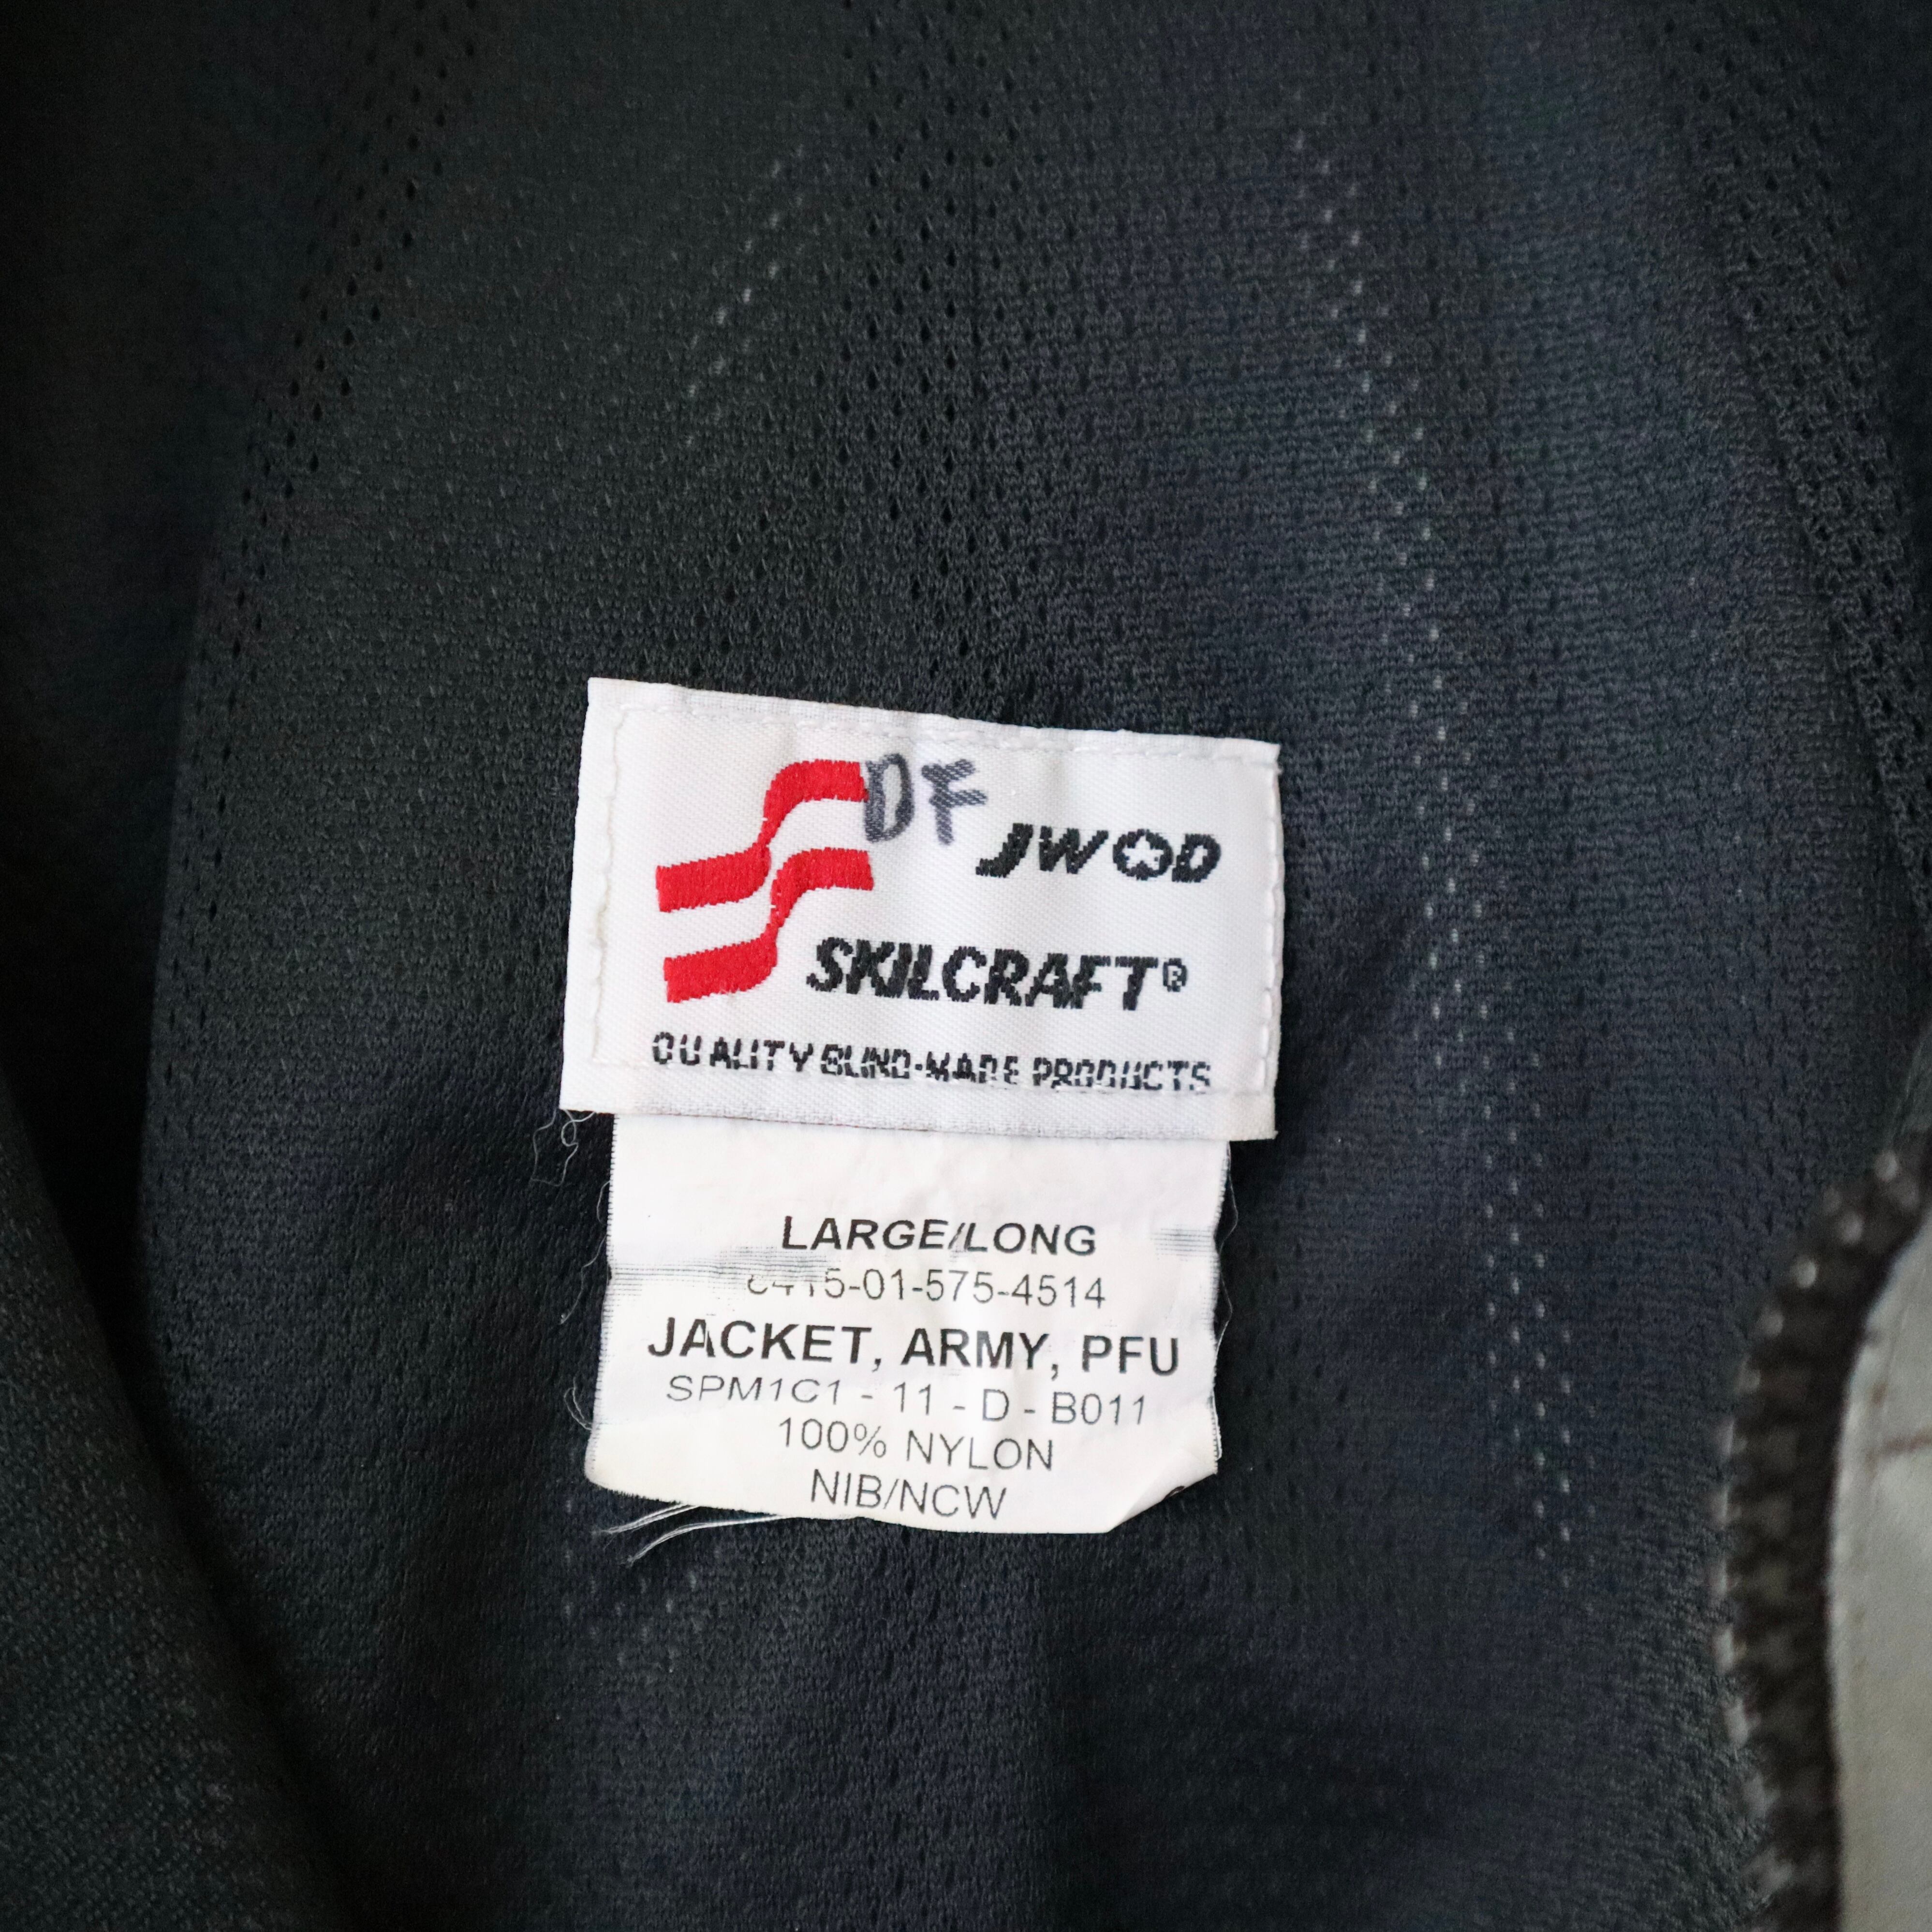 DF
JWOD
SKILCRAFT®
QUALITY BLIND-MADE PRODUCTS
LARGE/LONG
8415-01-575-4514
JACKET, ARMY, PFU
SPM1C1 - 11 - D - B011
100% NYLON
NIB/NCW